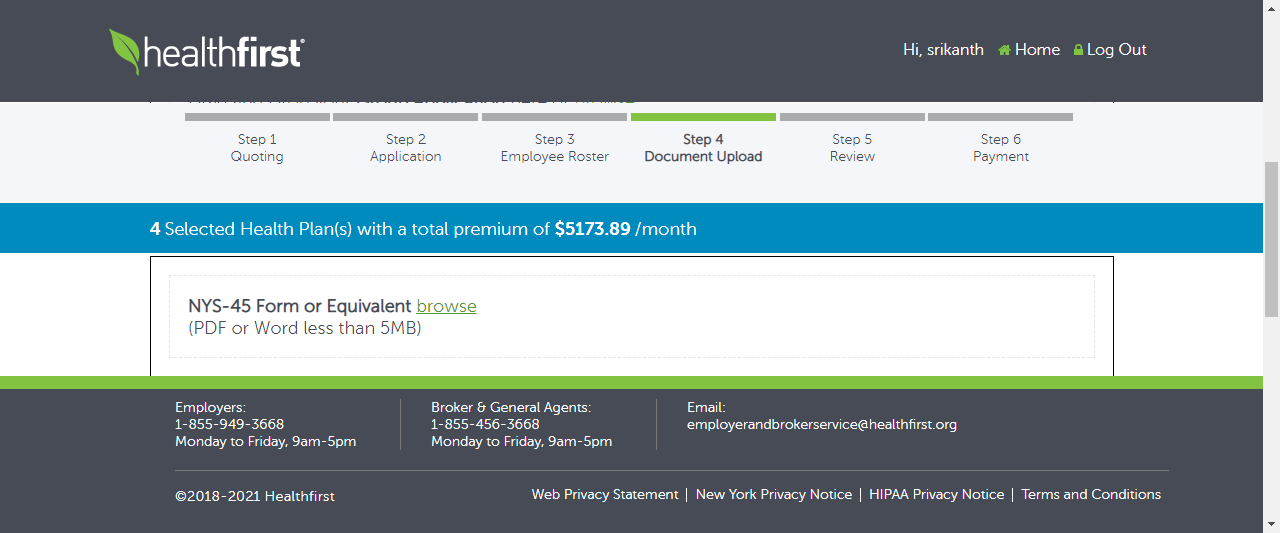 healthfirst
Hi, srikanth Home Log Out
Step 1 Step 2 Step 3 Step 4 Step 5 Step 6
Quoting Application Employee Roster Document Upload Review Payment
4 Selected Health Plan(s) with a total premium of $5173.89 /month
NYS-45 Form or Equivalent browse
(PDF or Word less than 5MB)
Employers: Broker & General Agents: Email:
1-855-949-3668 1-855-456-3668 employerandbrokerservice@healthfirst.org
Monday to Friday, 9am-5pm Monday to Friday, 9am-5pm
©2018-2021 Healthfirst Web Privacy Statement | New York Privacy Notice | HIPAA Privacy Notice | Terms and Conditions